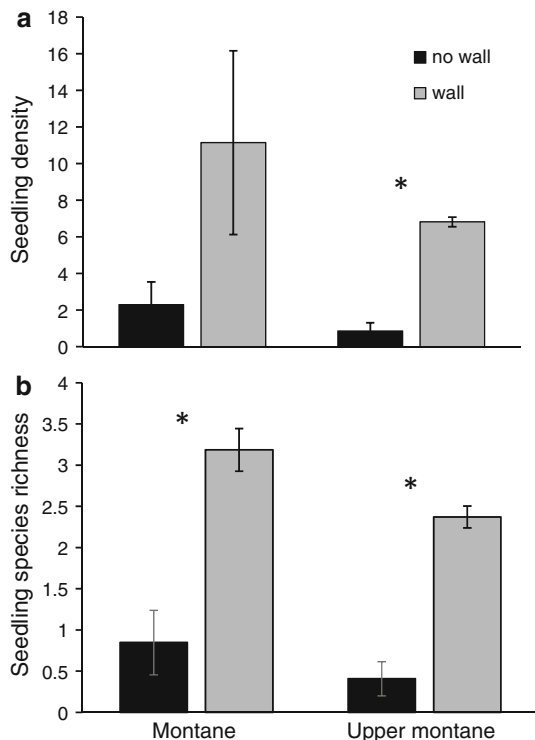 a
18
16
14
12
10
8
6
4
2
0
Seedling density
no wall
wall
*
b
4
3.5
3
2.5
2
1.5
1
0.5
0
Seedling species richness
*
*
Montane
Upper montane